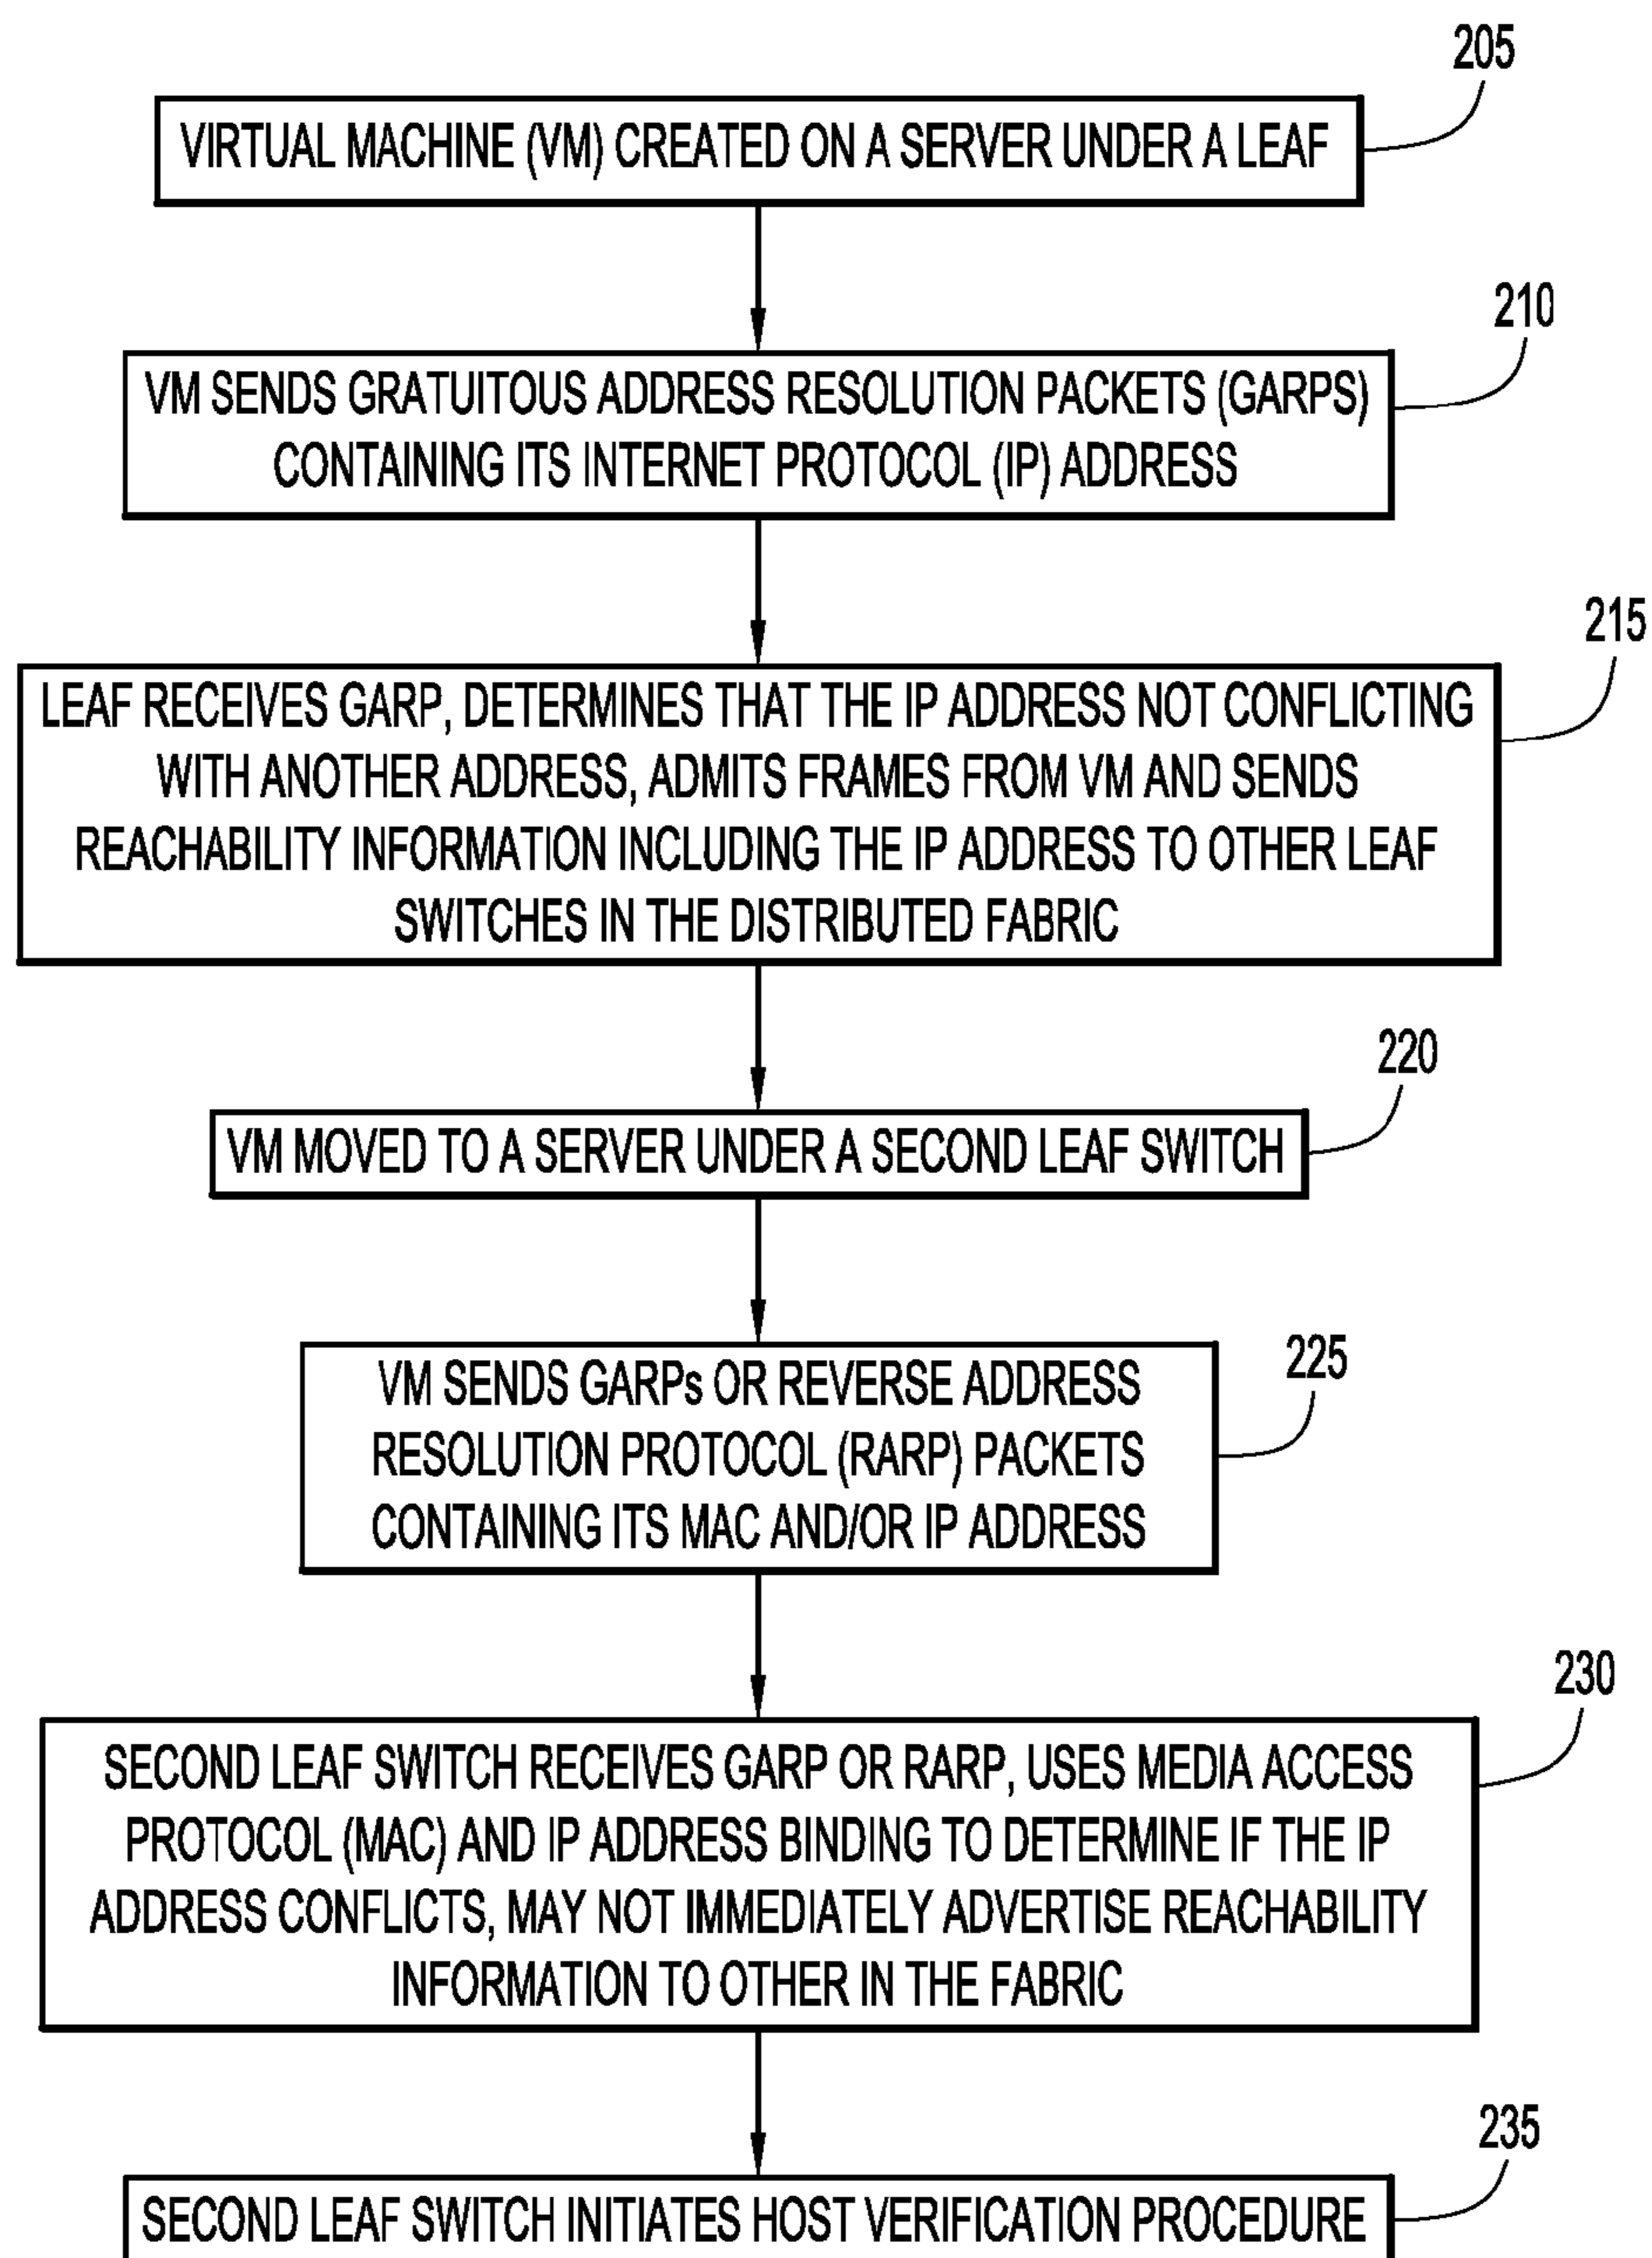 205
VIRTUAL MACHINE (VM) CREATED ON A SERVER UNDER A LEAF
210
VM SENDS GRATUITOUS ADDRESS RESOLUTION PACKETS (GARPS)
CONTAINING ITS INTERNET PROTOCOL (IP) ADDRESS
215
LEAF RECEIVES GARP, DETERMINES THAT THE IP ADDRESS NOT CONFLICTING
WITH ANOTHER ADDRESS, ADMITS FRAMES FROM VM AND SENDS
REACHABILITY INFORMATION INCLUDING THE IP ADDRESS TO OTHER LEAF
SWITCHES IN THE DISTRIBUTED FABRIC
220
VM MOVED TO A SERVER UNDER A SECOND LEAF SWITCH
225
VM SENDS GARPs OR REVERSE ADDRESS
RESOLUTION PROTOCOL (RARP) PACKETS
CONTAINING ITS MAC AND/OR IP ADDRESS
230
SECOND LEAF SWITCH RECEIVES GARP OR RARP, USES MEDIA ACCESS
PROTOCOL (MAC) AND IP ADDRESS BINDING TO DETERMINE IF THE IP
ADDRESS CONFLICTS, MAY NOT IMMEDIATELY ADVERTISE REACHABILITY
INFORMATION TO OTHER IN THE FABRIC
235
SECOND LEAF SWITCH INITIATES HOST VERIFICATION PROCEDURE